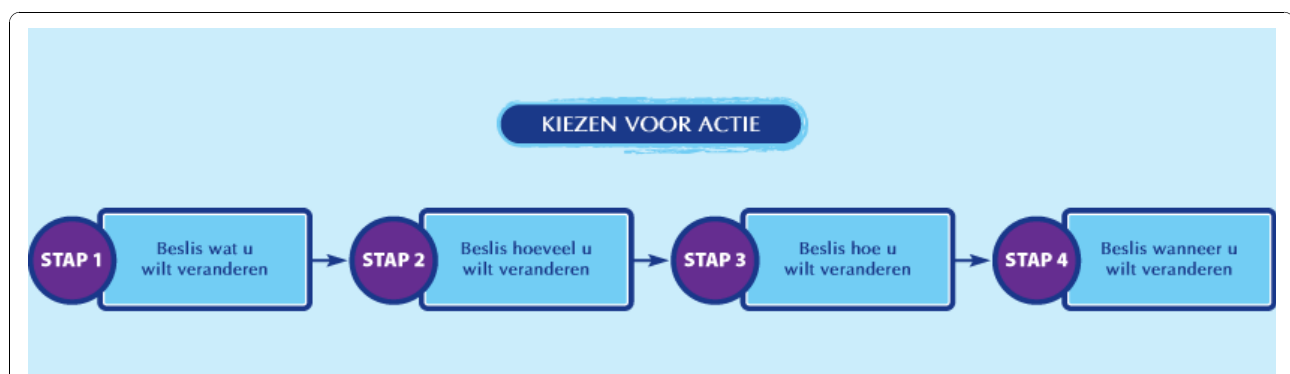 KIEZEN VOOR ACTIE
STAP 1
Beslis wat u
wilt veranderen
STAP 2
Beslis hoeveel u
wilt veranderen
STAP 3
Beslis hoe u
wilt veranderen
STAP 4
Beslis wanneer u
wilt veranderen